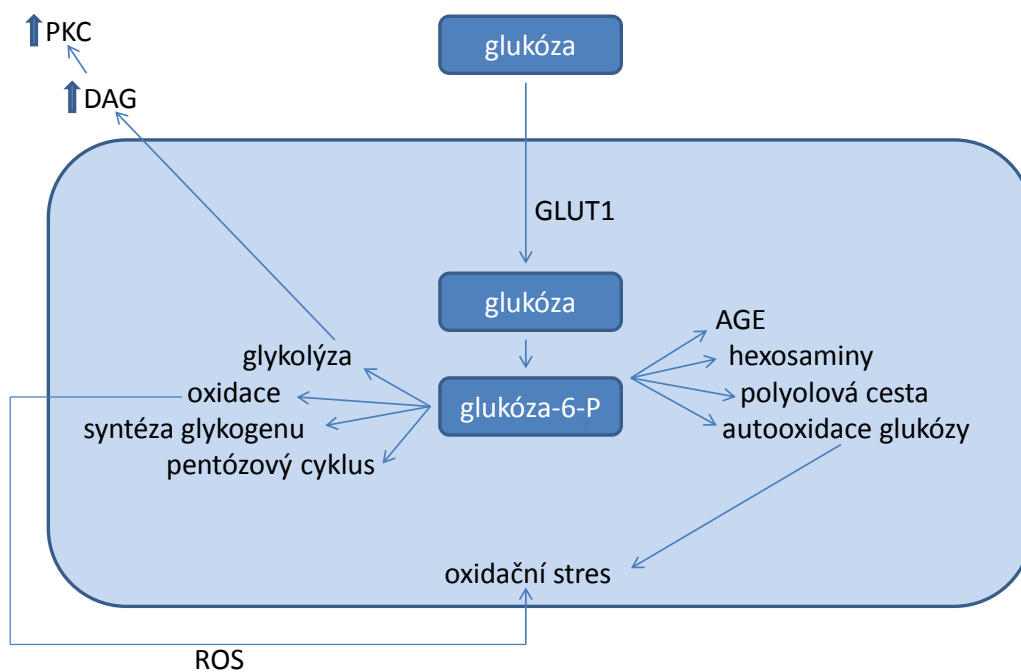 PKC
DAG
glukóza
GLUT1
glukóza
glukóza-6-P
glykolýza
oxidace
syntéza glykogenu
pentózový cyklus
AGE
hexosaminy
polyolová cesta
autooxidace glukózy
oxidační stres
ROS